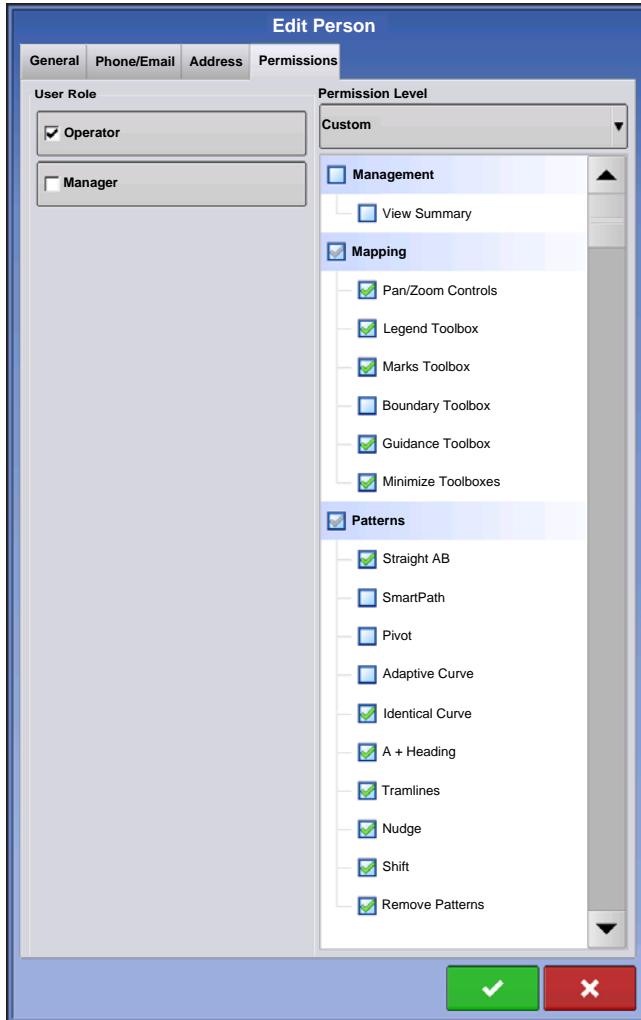 Edit Person
General
Phone/Email
Address
Permissions
User Role
Operator
Manager
Permission Level
Custom
Management
View Summary
Mapping
Pan/Zoom Controls
Legend Toolbox
Marks Toolbox
Boundary Toolbox
Guidance Toolbox
Minimize Toolboxes
Patterns
Straight AB
SmartPath
Pivot
Adaptive Curve
Identical Curve
A + Heading
Tramlines
Nudge
Shift
Remove Patterns